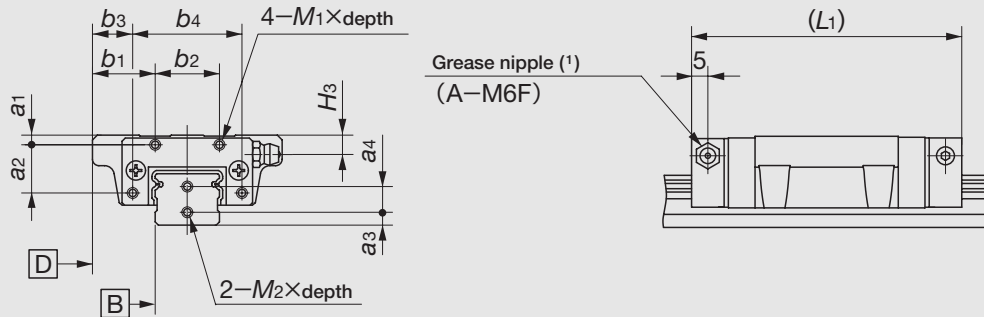 b3 b4 4−M1×depth
b1 b2
a1
a2
H3
a4
a3
D
B
2−M2×depth
(L1)
5
Grease nipple (1)
(A−M6F)